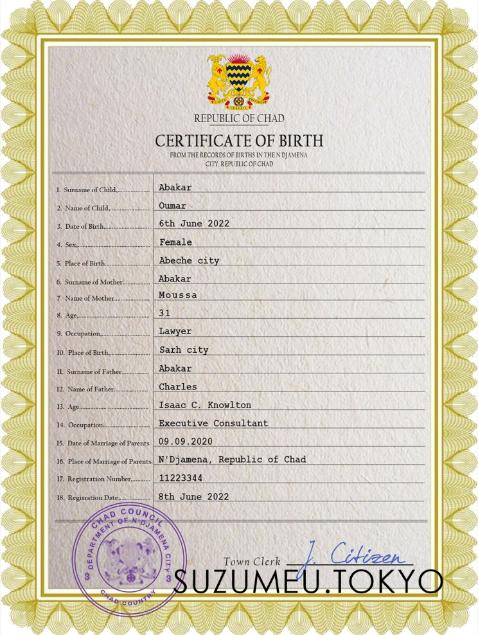 REPUBLIC OF CHAD
CERTIFICATE OF BIRTH
FROM THE RECORDS OF BIRTHS IN THE N'DJAMENA
CITY, REPUBLIC OF CHAD
1. Surname of Child.......... Abakar
2. Name of Child.......... Oumar
3. Date of Birth.......... 6th June 2022
4. Sex.......... Female
5. Place of Birth.......... Abeche city
6. Surname of Mother.......... Abakar
7. Name of Mother.......... Moussa
8. Age.......... 31
9. Occupation.......... Lawyer
10. Place of Birth.......... Sarh city
11. Surname of Father.......... Abakar
12. Name of Father.......... Charles
13. Age.......... Isaac C. Knowlton
14. Occupation.......... Executive Consultant
15. Date of Marriage of Parents 09.09.2020
16. Place of Marriage of Parents N'Djamena, Republic of Chad
17. Registration Number.......... 11223344
18. Registration Date.......... 8th June 2022
CHAD COUNCIL
DEPARTMENT OF N'DJAMENA CITY
CHAD COUNTRY
Town Clerk J. Citizen
SUZUMEU.TOKYO